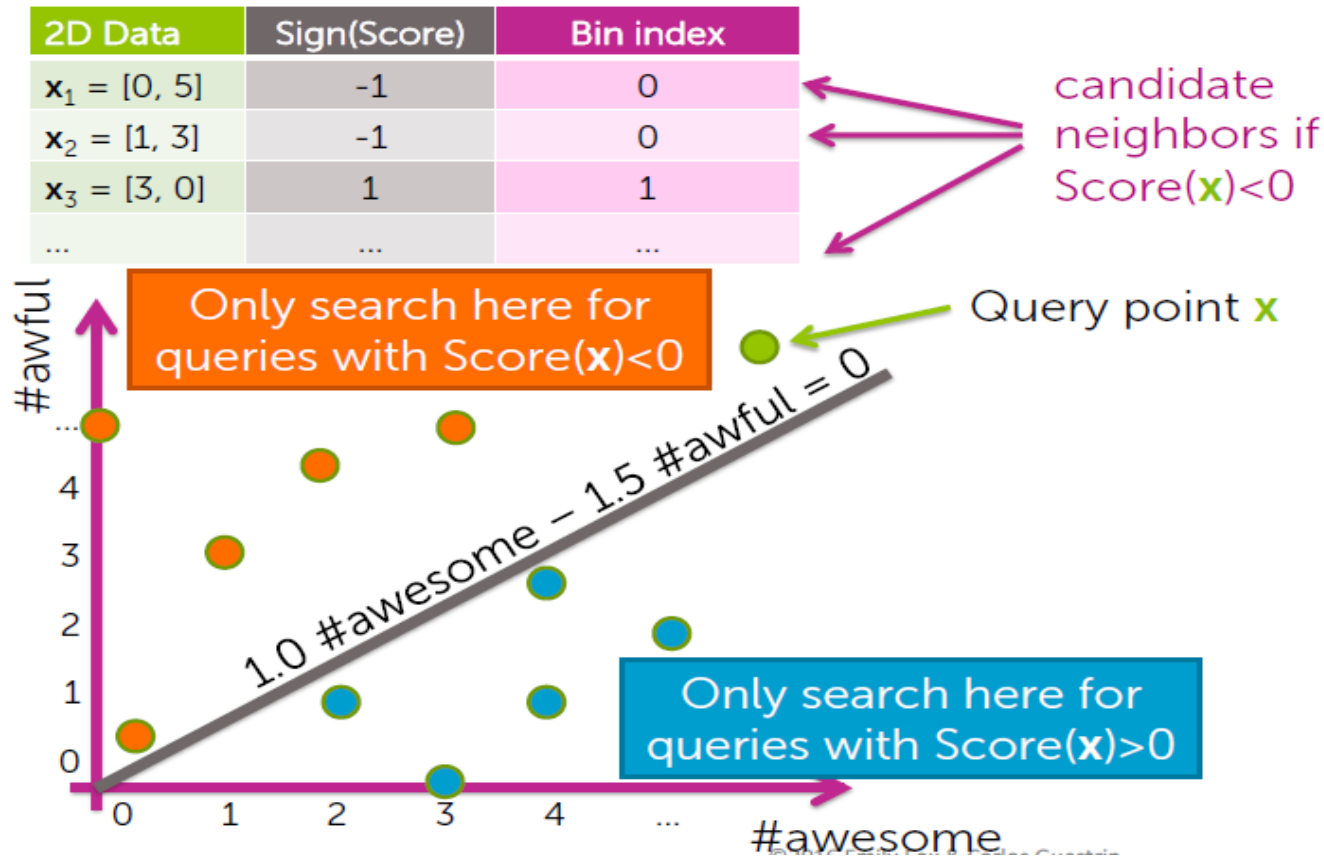 2D Data Sign(Score) Bin index
x1 = [0, 5] -1 0
x2 = [1, 3] -1 0
x3 = [3, 0] 1 1
... ... ...
candidate
neighbors if
Score(x)<0
#awful
Only search here for
queries with Score(x)<0
Query point x
...
4
3
2
1
0
1.0 #awesome – 1.5 #awful = 0
Only search here for
queries with Score(x)>0
0 1 2 3 4 ...
#awesome